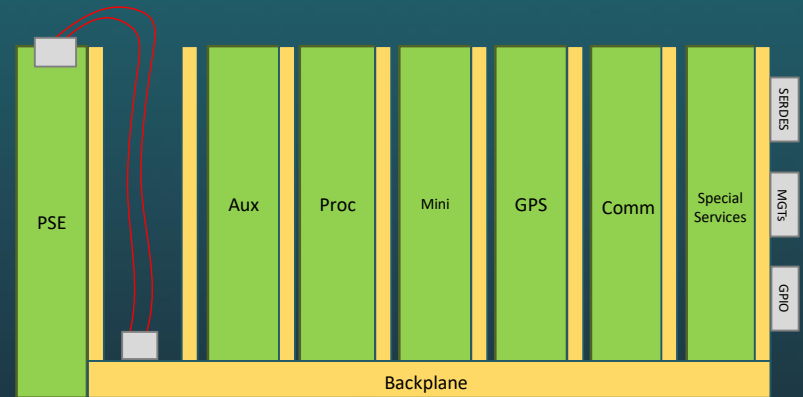 PSE
Aux
Proc
Mini
GPS
Comm
Special
Services
SERDES
MGTs
GPIO
Backplane